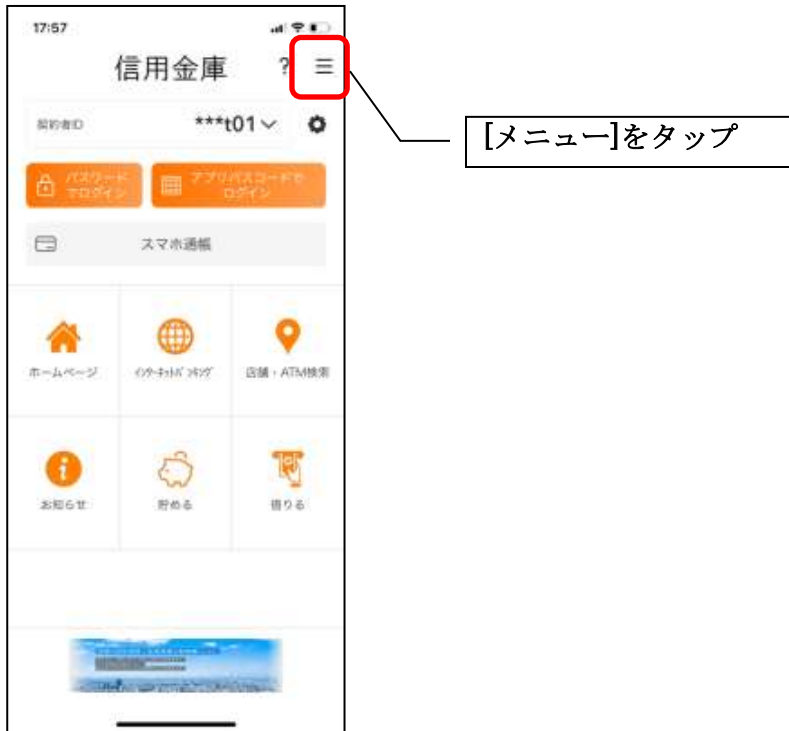 17:57
信用金庫 ? ≡
契約者ID ***t01
パスワード
でログイン
アプリパスコードで
ログイン
スマホ通帳
ホームページ
インターネットバンキング
店舗・ATM検索
お知らせ
貯める
借りる
[メニュー]をタップ